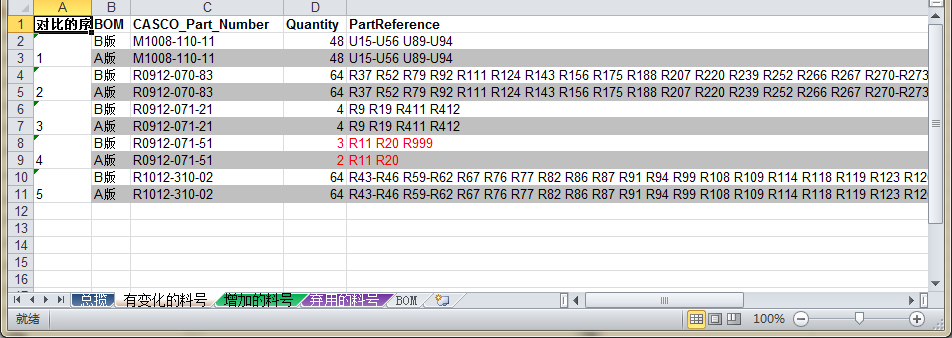 A B C D E
1 对比的序 BOM CASCO_Part_Number Quantity PartReference
2 B版 M1008-110-11 48 U15-U56 U89-U94
3 1 A版 M1008-110-11 48 U15-U56 U89-U94
4 B版 R0912-070-83 64 R37 R52 R79 R92 R111 R124 R143 R156 R175 R188 R207 R220 R239 R252 R266 R267 R270-R273
5 2 A版 R0912-070-83 64 R37 R52 R79 R92 R111 R124 R143 R156 R175 R188 R207 R220 R239 R252 R266 R267 R270-R273
6 B版 R0912-071-21 4 R9 R19 R411 R412
7 3 A版 R0912-071-21 4 R9 R19 R411 R412
8 B版 R0912-071-51 3 R11 R20 R999
9 4 A版 R0912-071-51 2 R11 R20
10 B版 R1012-310-02 64 R43-R46 R59-R62 R67 R76 R77 R82 R86 R87 R91 R94 R99 R108 R109 R114 R118 R119 R123 R12
11 5 A版 R1012-310-02 64 R43-R46 R59-R62 R67 R76 R77 R82 R86 R87 R91 R94 R99 R108 R109 R114 R118 R119 R123 R12
12
13
14
15
16
总揽 有变化的料号 增加的料号 弃用的料号 BOM
就绪 100%